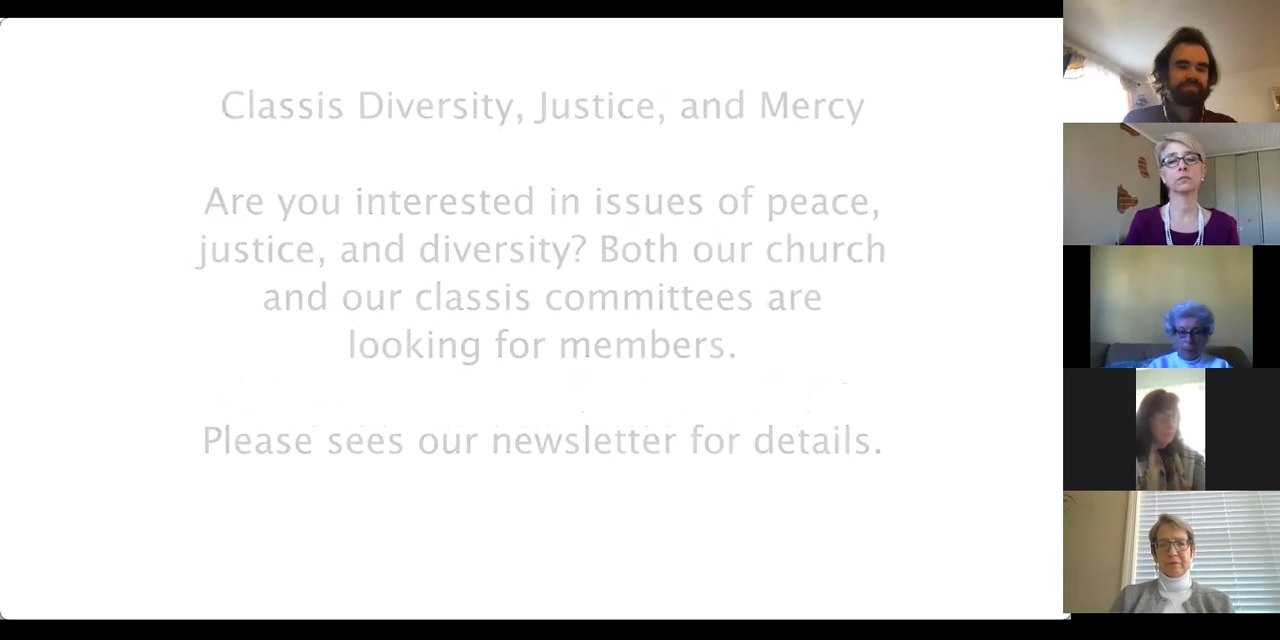 Classis Diversity, Justice, and Mercy
Are you interested in issues of peace,
justice, and diversity? Both our church
and our classis committees are
looking for members.
Please sees our newsletter for details.